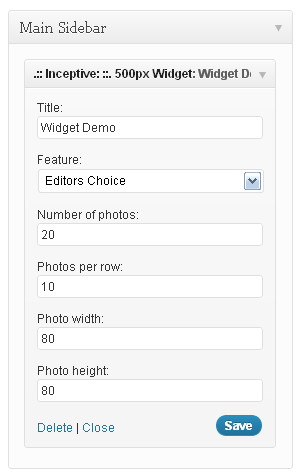 Main Sidebar
.:: Inceptive: ::. 500px Widget: Widget D
Title:
Widget Demo
Feature:
Editors Choice
Number of photos:
20
Photos per row:
10
Photo width:
80
Photo height:
80
Delete | Close Save